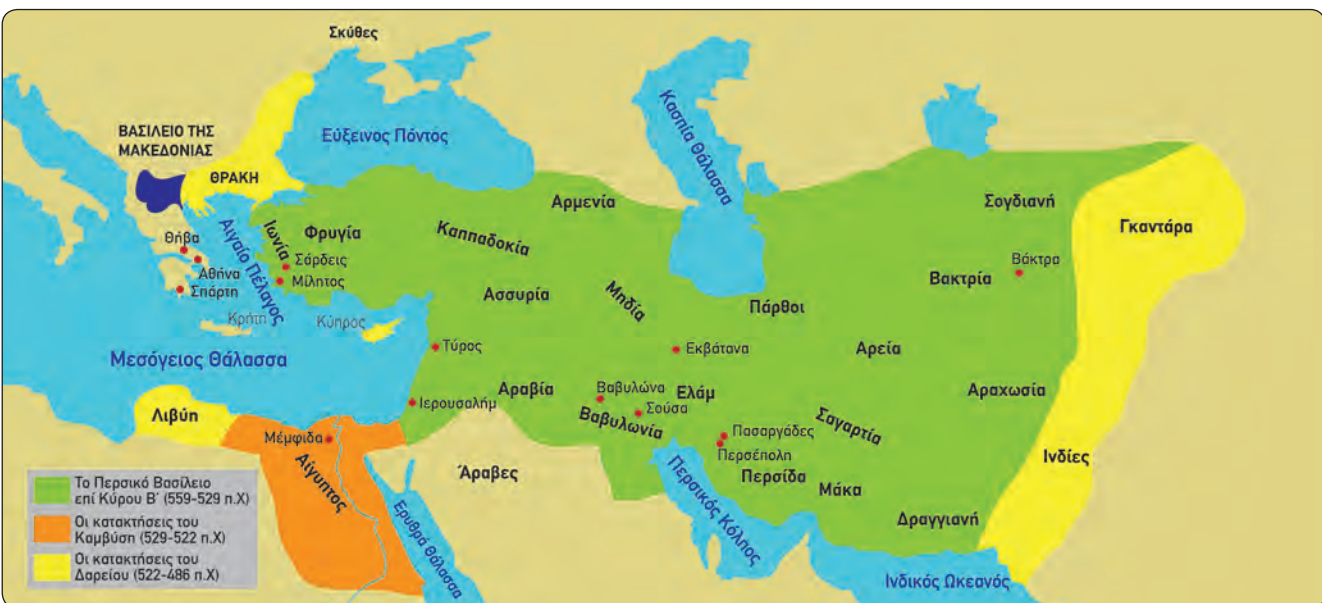 Σκύθες
ΒΑΣΙΛΕΙΟ ΤΗΣ
ΜΑΚΕΔΟΝΙΑΣ
Εύξεινος Πόντος
Κασπία Θάλασσα
ΘΡΑΚΗ
Αρμενία
Σογδιανή
Γκαντάρα
Αιγαίο Πέλαγος
Ιωνία
Φρυγία
Καππαδοκία
Θήβα
Αθήνα
Σπάρτη
Σάρδεις
Μίλητος
Ασσυρία
Μηδία
Πάρθοι
Βακτρία
Βάκτρα
Κρήτη
Κύπρος
Μεσόγειος Θάλασσα
Τύρος
Εκβάτανα
Αρεία
Λιβύη
Ιερουσαλήμ
Αραβία
Βαβυλώνα
Βαβυλωνία
Ελάμ
Σούσα
Σαγαρτία
Αραχωσία
Μέμφιδα
Αίγυπτος
Άραβες
Πασαργάδες
Περσέπολη
Περσίδα
Μάκα
Ινδίες
Ερυθρά Θάλασσα
Περσικός Κόλπος
Δραγγιανή
Ινδικός Ωκεσνός
Το Περσικό Βασίλειο
επί Κύρου Β' (559-529 π.Χ)
Οι κατακτήσεις του
Καμβύση (529-522 π.Χ)
Οι κατακτήσεις του
Δαρείου (522-486 π.Χ)